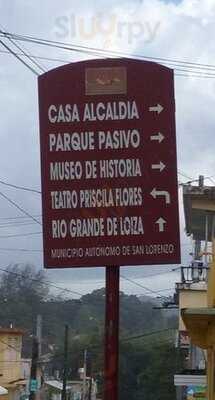 Sluurpy
CASA ALCALDIA →
PARQUE PASIVO →
MUSEO DE HISTORIA →
TEATRO PRISCILA FLORES ↰
RIO GRANDE DE LOIZA ↑
MUNICIPIO AUTONOMO DE SAN LORENZO